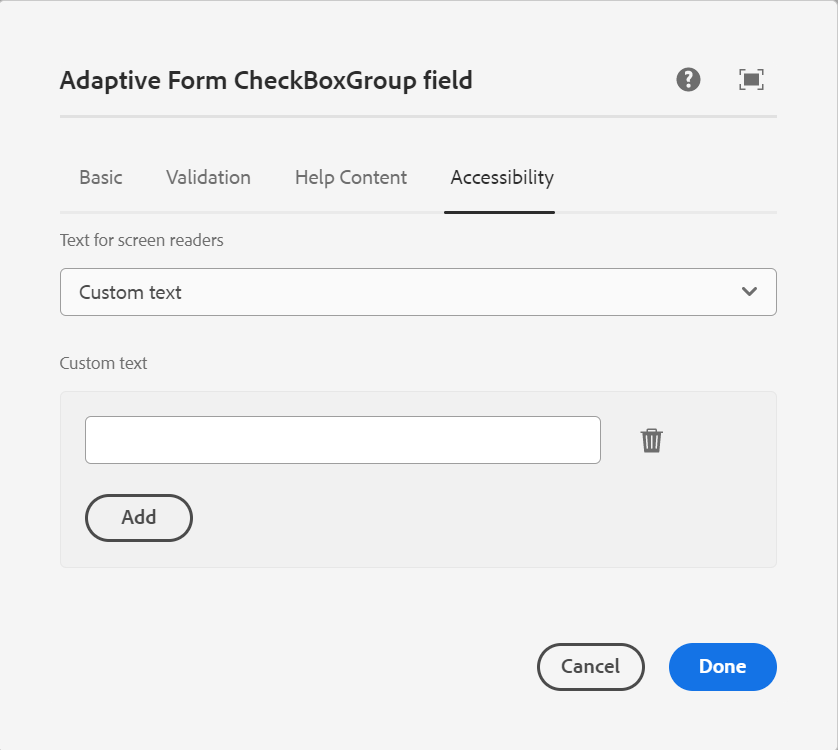 Adaptive Form CheckBoxGroup field
Basic Validation Help Content Accessibility
Text for screen readers
Custom text
Custom text
Add
Cancel Done